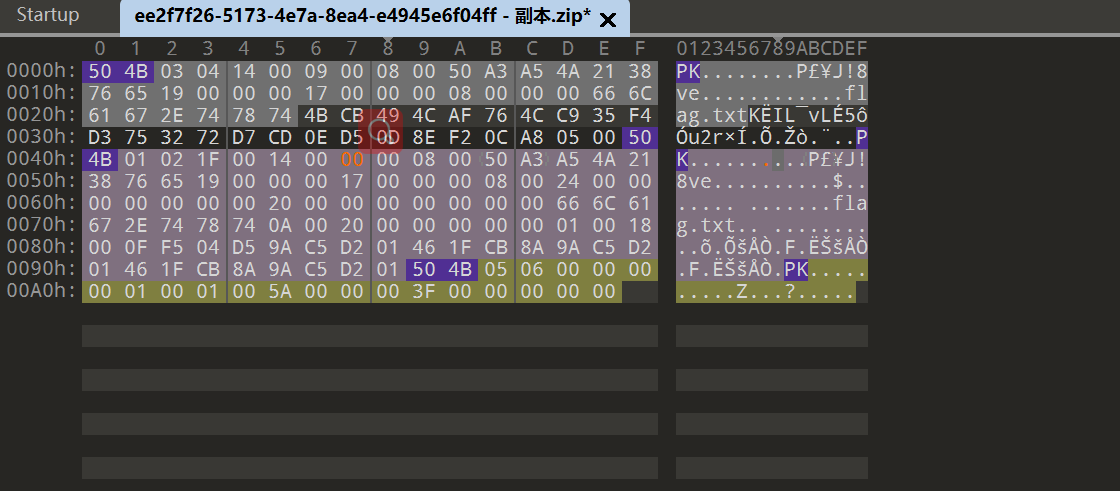 Startup ee2f7f26-5173-4e7a-8ea4-e4945e6f04ff - 副本.zip* ×
0 1 2 3 4 5 6 7 8 9 A B C D E F 0123456789ABCDEF
0000h: 50 4B 03 04 14 00 09 00 08 00 50 A3 A5 4A 21 38 PK........P£¥J!8
0010h: 76 65 19 00 00 00 17 00 00 00 08 00 00 00 66 6C ve............fl
0020h: 61 67 2E 74 78 74 4B CB 49 4C AF 76 4C C9 35 F4 ag.txtKËIL¯vLÉ5ô
0030h: D3 75 32 72 D7 CD 0E D5 0D 8E F2 0C A8 05 00 50 Óu2r×Í.Õ.Žò.¨..P
0040h: 4B 01 02 1F 00 14 00 00 00 08 00 50 A3 A5 4A 21 K..........P£¥J!
0050h: 38 76 65 19 00 00 00 17 00 00 00 08 00 24 00 00 8ve..........$..
0060h: 00 00 00 00 00 20 00 00 00 00 00 00 00 66 6C 61 ..... .......fla
0070h: 67 2E 74 78 74 0A 00 20 00 00 00 00 00 01 00 18 g.txt.. ........
0080h: 00 0F F5 04 D5 9A C5 D2 01 46 1F CB 8A 9A C5 D2 ..õ.ÕšÅÒ.F.ËŠšÅÒ
0090h: 01 46 1F CB 8A 9A C5 D2 01 50 4B 05 06 00 00 00 .F.ËŠšÅÒ.PK.....
00A0h: 00 01 00 01 00 5A 00 00 00 3F 00 00 00 00 00 .....Z...?.....